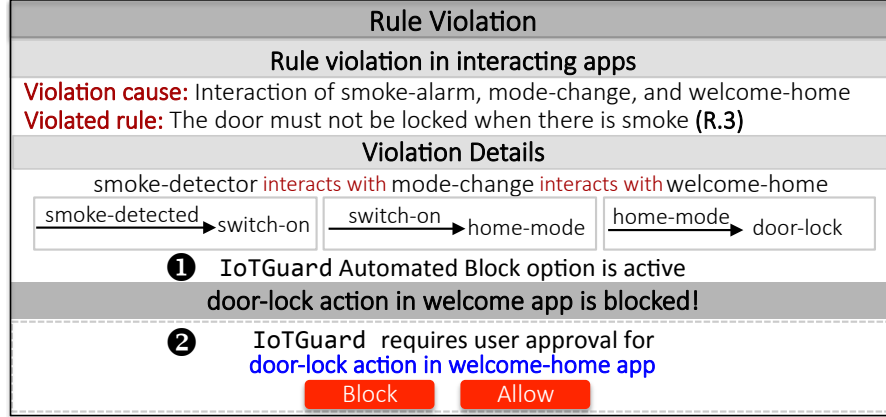 Rule Violation
Rule violation in interacting apps
Violation cause: Interaction of smoke-alarm, mode-change, and welcome-home
Violated rule: The door must not be locked when there is smoke (R.3)
Violation Details
smoke-detector interacts with mode-change interacts with welcome-home
smoke-detected switch-on switch-on home-mode home-mode door-lock
❶ IoTGuard Automated Block option is active
door-lock action in welcome app is blocked!
❷ IoTGuard requires user approval for
door-lock action in welcome-home app
Block Allow